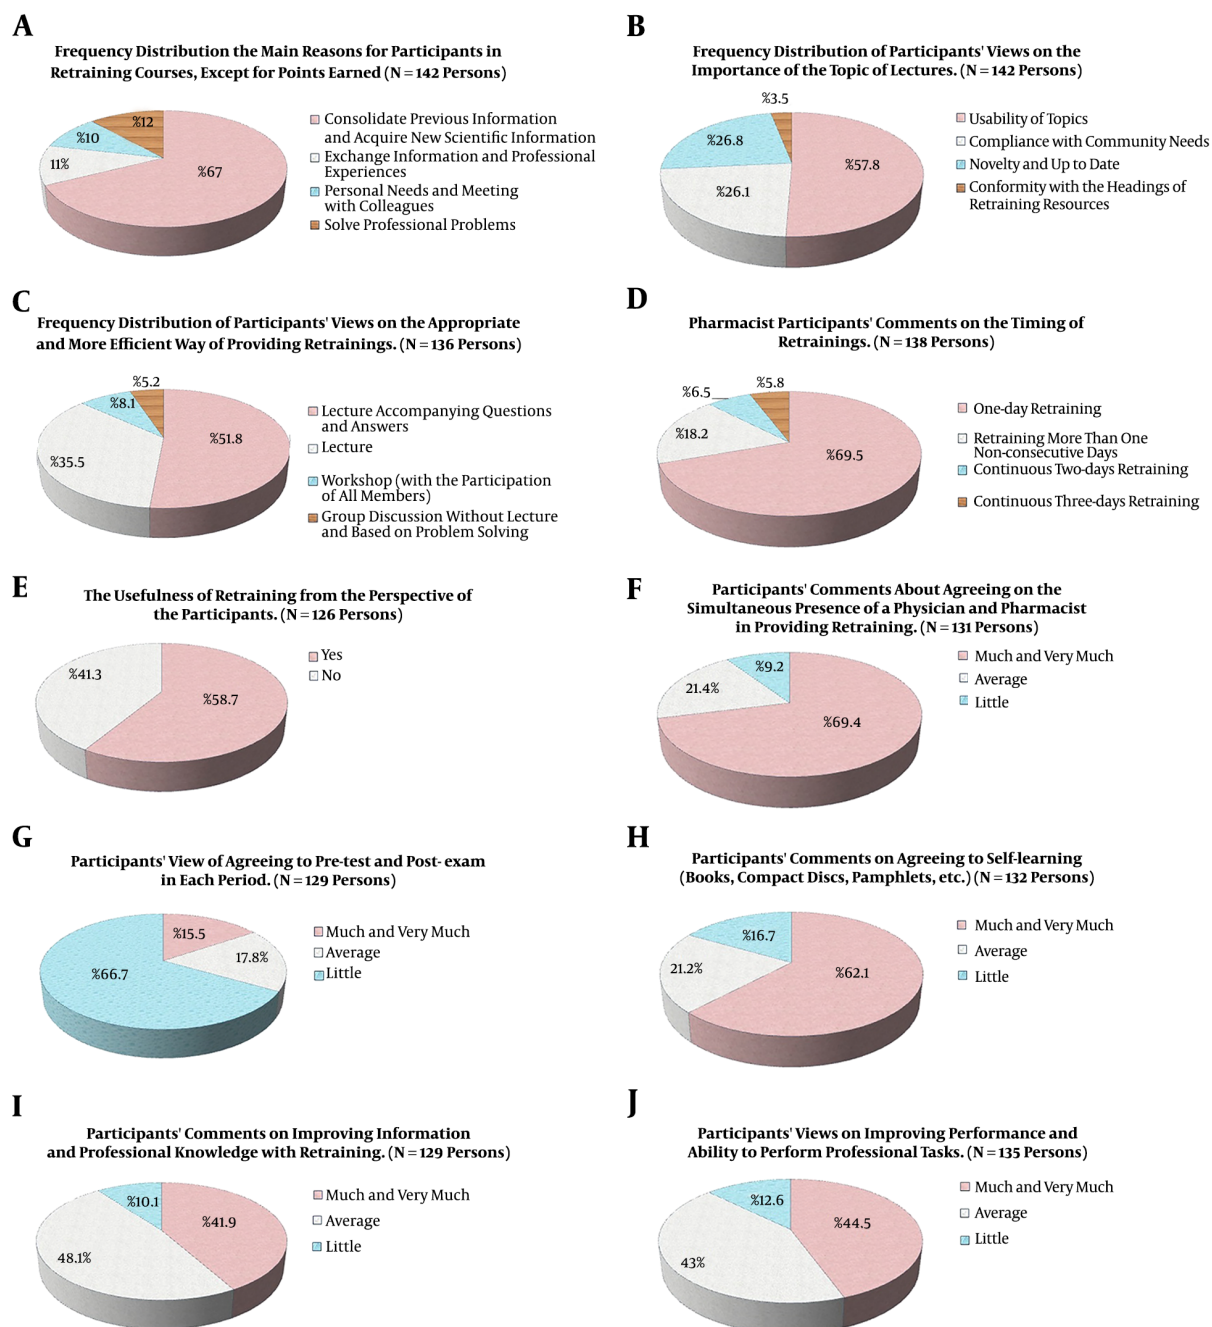 A
Frequency Distribution the Main Reasons for Participants in
Retraining Courses, Except for Points Earned (N = 142 Persons)
%12
%10
11%
%67
Consolidate Previous Information
and Acquire New Scientific Information
Exchange Information and Professional
Experiences
Personal Needs and Meeting
with Colleagues
Solve Professional Problems
B
Frequency Distribution of Participants' Views on the
Importance of the Topic of Lectures. (N = 142 Persons)
%3.5
%26.8
%57.8
%26.1
Usability of Topics
Compliance with Community Needs
Novelty and Up to Date
Conformity with the Headings of
Retraining Resources
C
Frequency Distribution of Participants' Views on the Appropriate
and More Efficient Way of Providing Retrainings. (N = 136 Persons)
%5.2
%8.1
%51.8
%35.5
Lecture Accompanying Questions
and Answers
Lecture
Workshop (with the Participation
of All Members)
Group Discussion Without Lecture
and Based on Problem Solving
D
Pharmacist Participants' Comments on the Timing of
Retrainings. (N = 138 Persons)
%5.8
%6.5
%18.2
%69.5
One-day Retraining
Retraining More Than One
Non-consecutive Days
Continuous Two-days Retraining
Continuous Three-days Retraining
E
The Usefulness of Retraining from the Perspective of
the Participants. (N = 126 Persons)
%41.3
%58.7
Yes
No
F
Participants' Comments About Agreeing on the
Simultaneous Presence of a Physician and Pharmacist
in Providing Retraining. (N = 131 Persons)
%9.2
21.4%
%69.4
Much and Very Much
Average
Little
G
Participants' View of Agreeing to Pre-test and Post- exam
in Each Period. (N = 129 Persons)
%15.5
17.8%
%66.7
Much and Very Much
Average
Little
H
Participants' Comments on Agreeing to Self-learning
(Books, Compact Discs, Pamphlets, etc.) (N = 132 Persons)
%16.7
21.2%
%62.1
Much and Very Much
Average
Little
I
Participants' Comments on Improving Information
and Professional Knowledge with Retraining. (N = 129 Persons)
%10.1
%41.9
48.1%
Much and Very Much
Average
Little
J
Participants' Views on Improving Performance and
Ability to Perform Professional Tasks. (N = 135 Persons)
%12.6
%44.5
43%
Much and Very Much
Average
Little